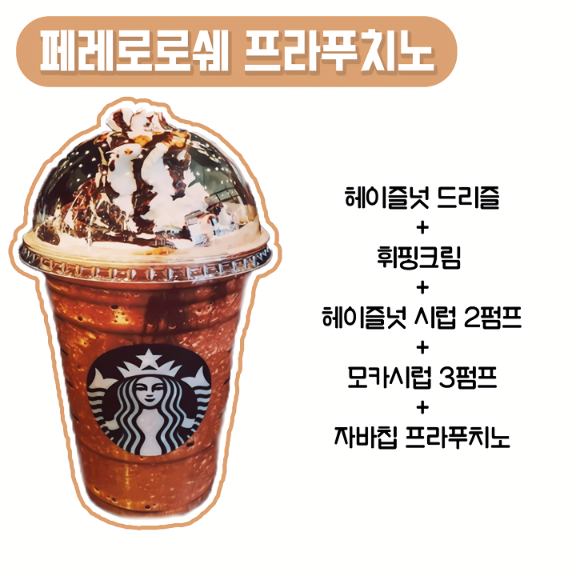 페레로로쉐 프라푸치노
헤이즐넛 드리즐
+
휘핑크림
+
헤이즐넛 시럽 2펌프
+
모카시럽 3펌프
+
자바칩 프라푸치노